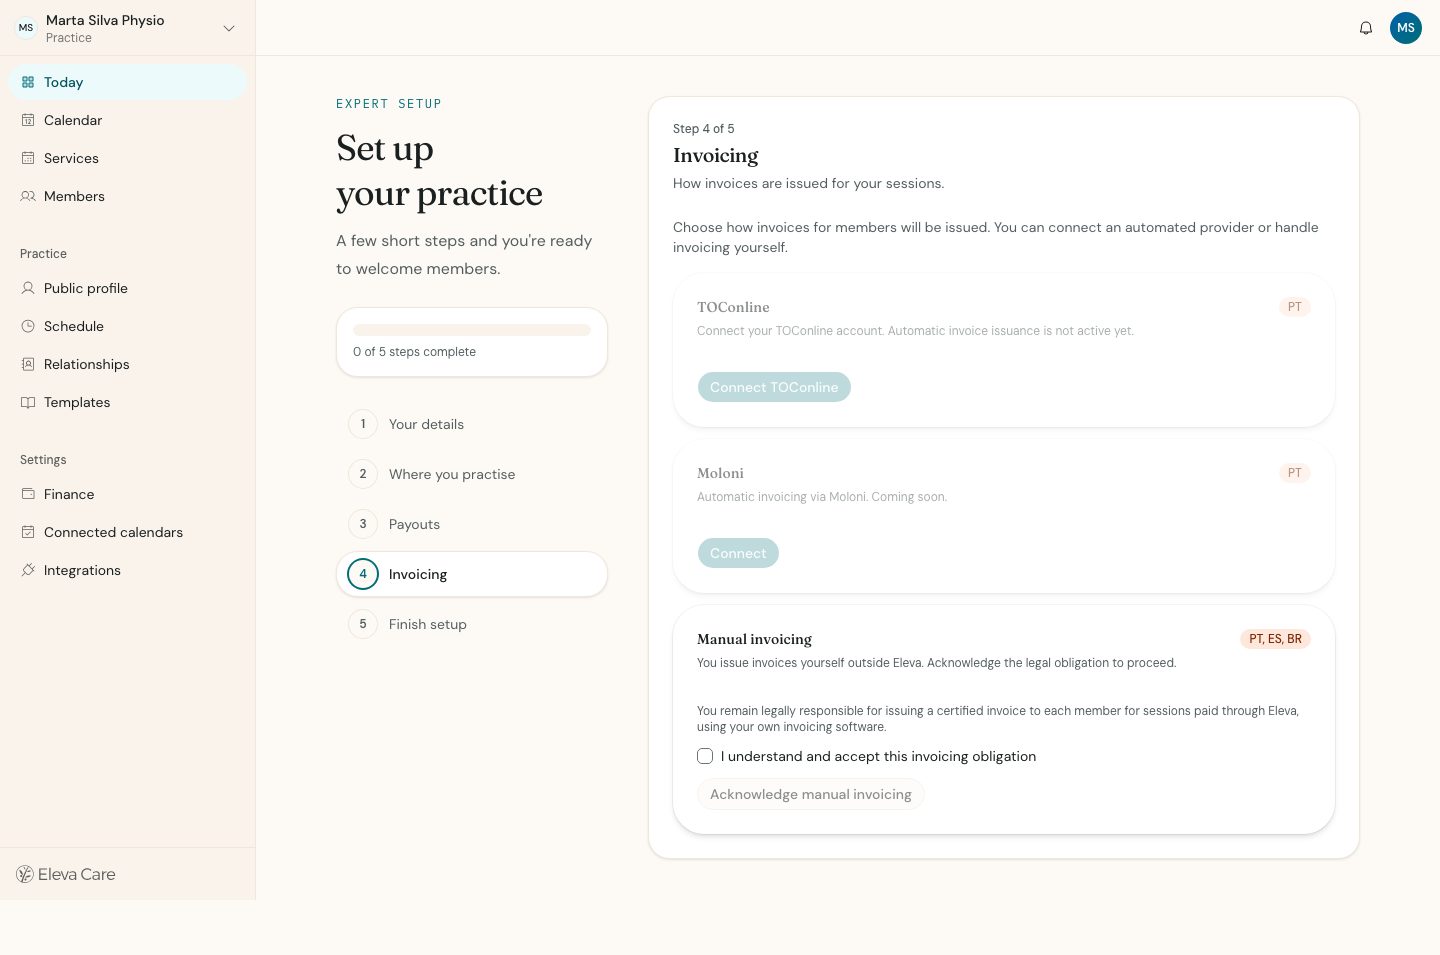 MS
Marta Silva Physio
Practice
MS
Today
Calendar
Services
Members
Practice
Public profile
Schedule
Relationships
Templates
Settings
Finance
Connected calendars
Integrations
Eleva Care
EXPERT SETUP
Set up
your practice
A few short steps and you're ready
to welcome members.
0 of 5 steps complete
1 Your details
2 Where you practise
3 Payouts
4 Invoicing
5 Finish setup
Step 4 of 5
Invoicing
How invoices are issued for your sessions.
Choose how invoices for members will be issued. You can connect an automated provider or handle
invoicing yourself.
TOConline PT
Connect your TOConline account. Automatic invoice issuance is not active yet.
Connect TOConline
Moloni PT
Automatic invoicing via Moloni. Coming soon.
Connect
Manual invoicing PT, ES, BR
You issue invoices yourself outside Eleva. Acknowledge the legal obligation to proceed.
You remain legally responsible for issuing a certified invoice to each member for sessions paid through Eleva,
using your own invoicing software.
I understand and accept this invoicing obligation
Acknowledge manual invoicing